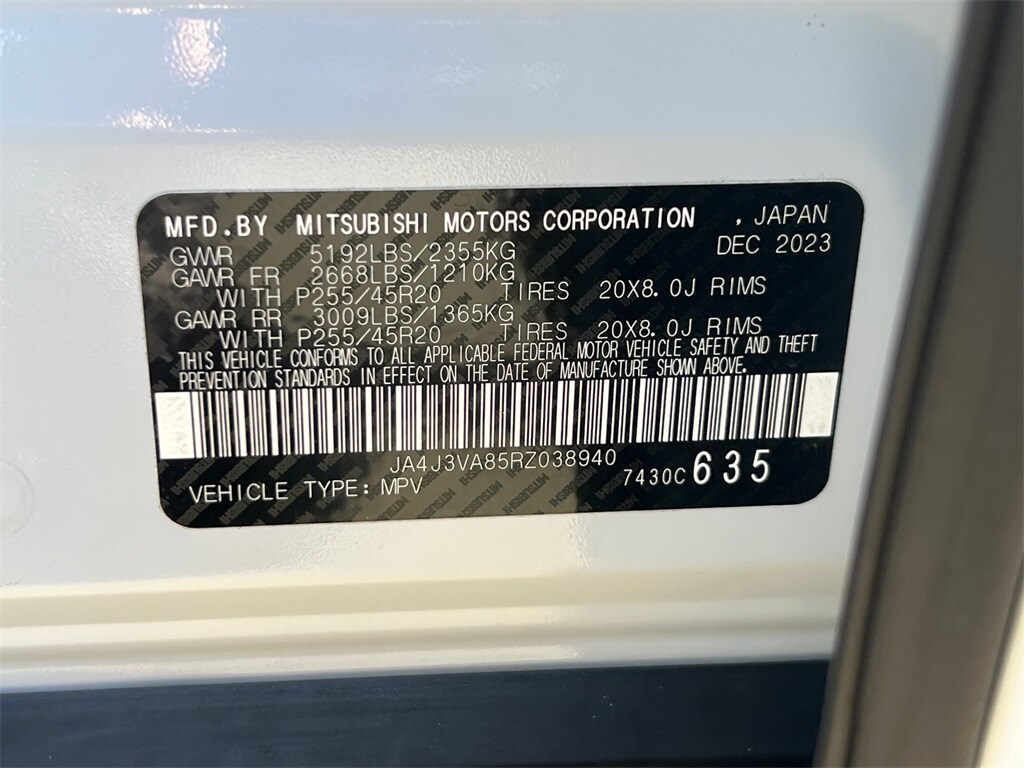 MFD.BY MITSUBISHI MOTORS CORPORATION , JAPAN
DEC 2023
GVWR 5192LBS/2355KG
GAWR FR 2668LBS/1210KG
WITH P255/45R20 TIRES 20X8.0J RIMS
GAWR RR 3009LBS/1365KG
WITH P255/45R20 TIRES 20X8.0J RIMS
THIS VEHICLE CONFORMS TO ALL APPLICABLE FEDERAL MOTOR VEHICLE SAFETY AND THEFT
PREVENTION STANDARDS IN EFFECT ON THE DATE OF MANUFACTURE SHOWN ABOVE.
JA4J3VA85RZ038940
VEHICLE TYPE: MPV 7430C 635